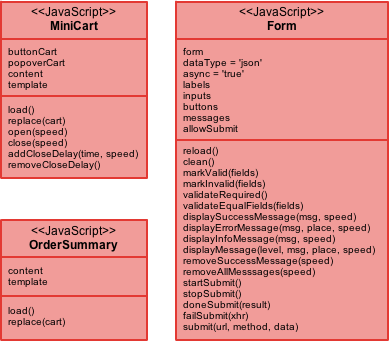 <<JavaScript>>
MiniCart
buttonCart
popoverCart
content
template
load()
replace(cart)
open(speed)
close(speed)
addCloseDelay(time, speed)
removeCloseDelay()
<<JavaScript>>
OrderSummary
content
template
load()
replace(cart)
<<JavaScript>>
Form
form
dataType = 'json'
async = 'true'
labels
inputs
buttons
messages
allowSubmit
reload()
clean()
markValid(fields)
markInvalid(fields)
validateRequired()
validateEqualFields(fields)
displaySuccessMessage(msg, speed)
displayErrorMessage(msg, place, speed)
displayInfoMessage(msg, speed)
displayMessage(level, msg, place, speed)
removeSuccessMessage(speed)
removeAllMesssages(speed)
startSubmit()
stopSubmit()
doneSubmit(result)
failSubmit(xhr)
submit(url, method, data)